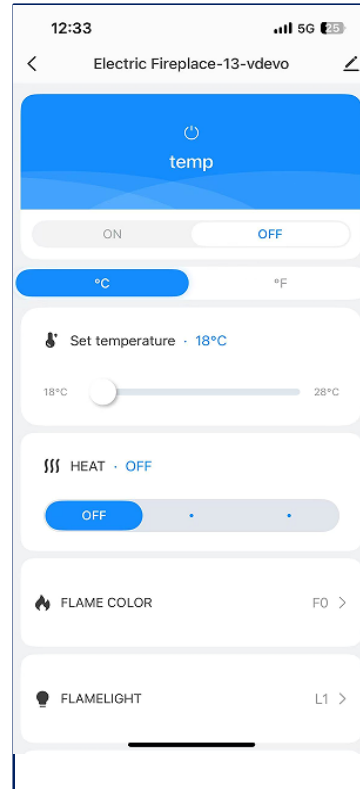 12:33 5G 25
Electric Fireplace-13-vdevo
temp
ON OFF
°C °F
Set temperature · 18°C
18°C 28°C
HEAT · OFF
OFF
FLAME COLOR F0
FLAMELIGHT L1